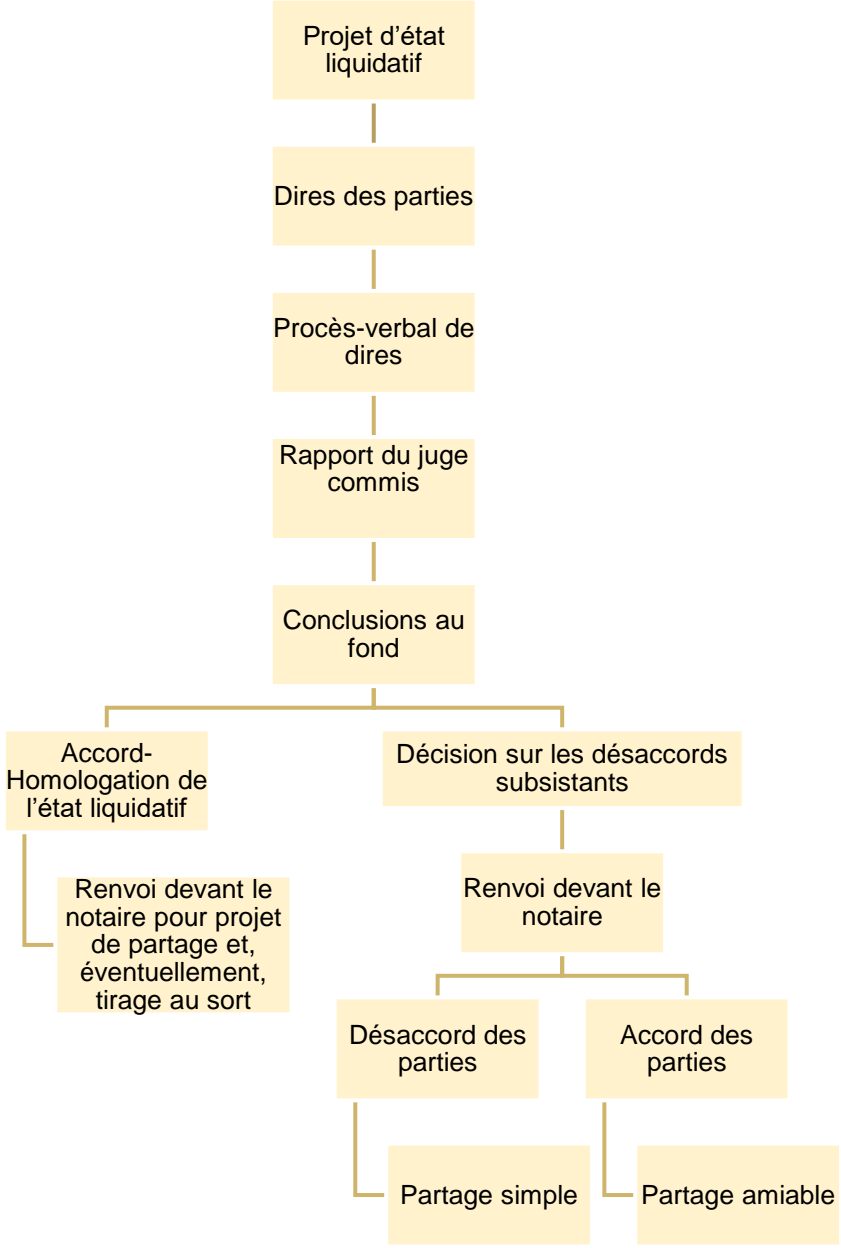 Projet d’état
liquidatif
Dires des parties
Procès-verbal de
dires
Rapport du juge
commis
Conclusions au
fond
Accord-
Homologation de
l’état liquidatif
Renvoi devant le
notaire pour projet
de partage et,
éventuellement,
tirage au sort
Décision sur les désaccords
subsistants
Renvoi devant le
notaire
Désaccord des
parties
Partage simple
Accord des
parties
Partage amiable